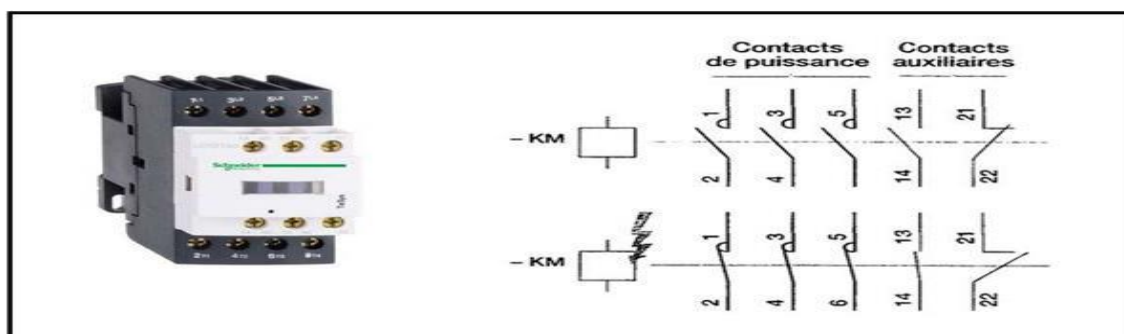 Contacts
de puissance
Contacts
auxiliaires
Schneider
– KM
1 3 5 13 21
2 4 14 22
– KM
1 3 5 13 21
2 4 6 14 22